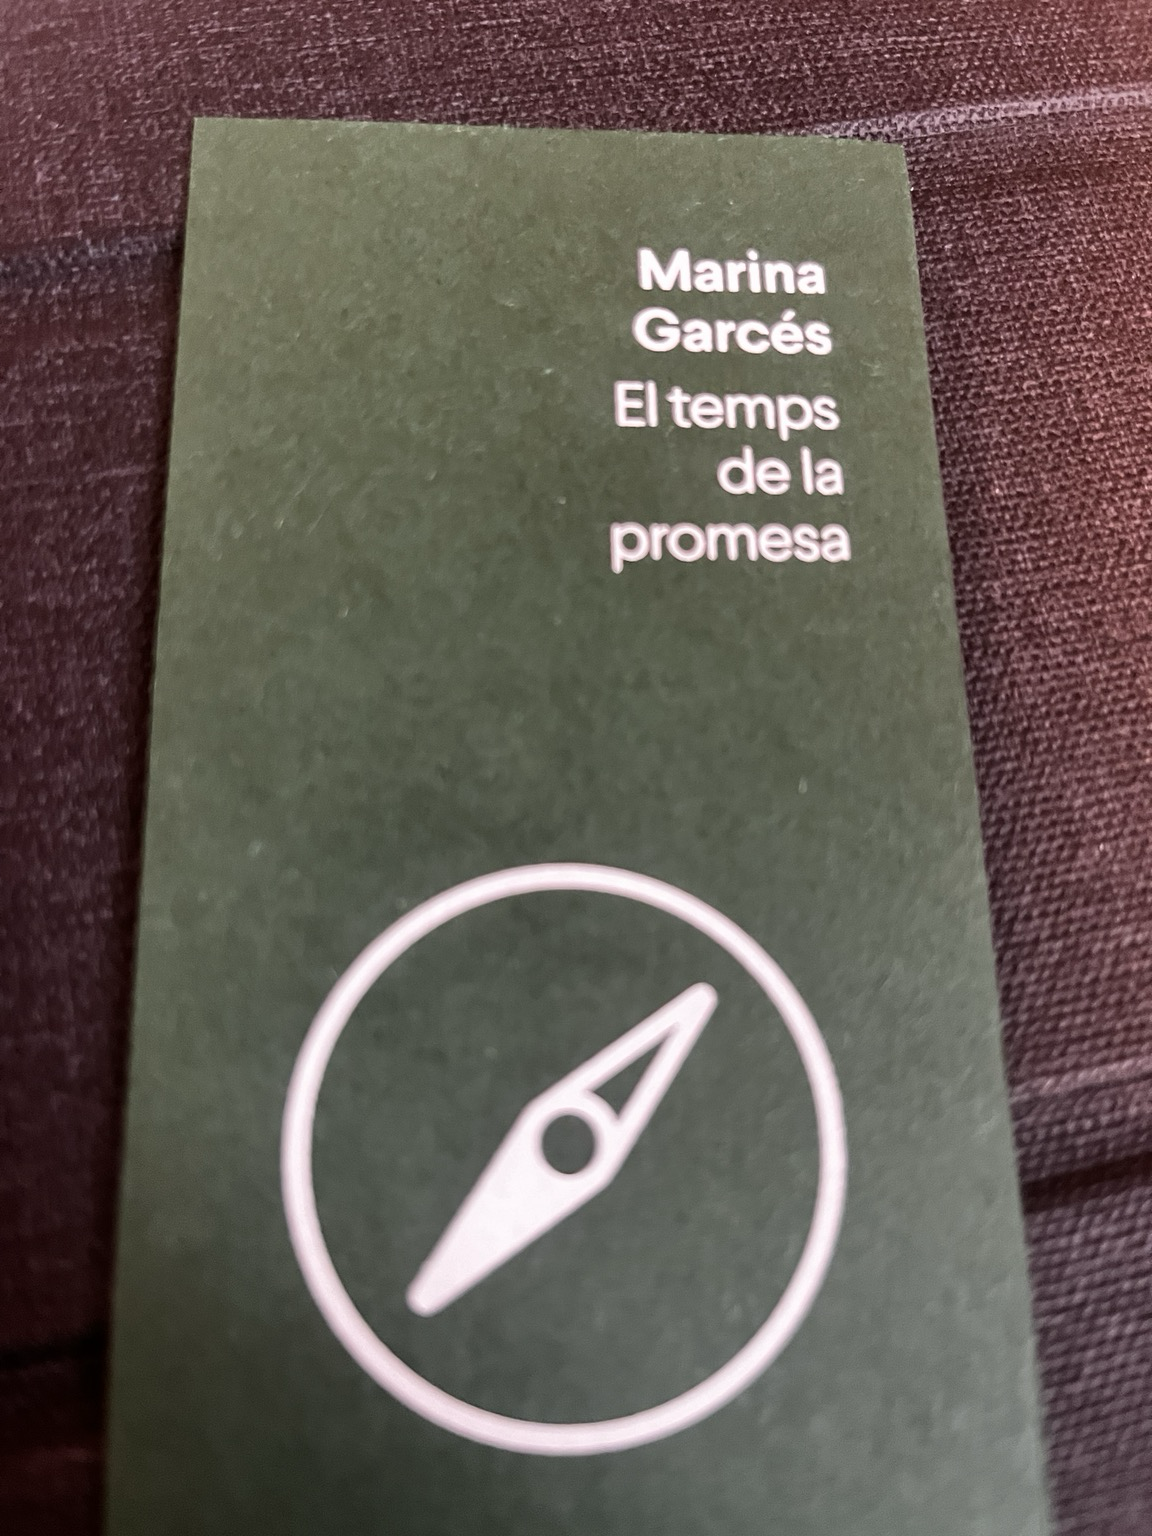 Marina
Garcés
El temps
de la
promesa